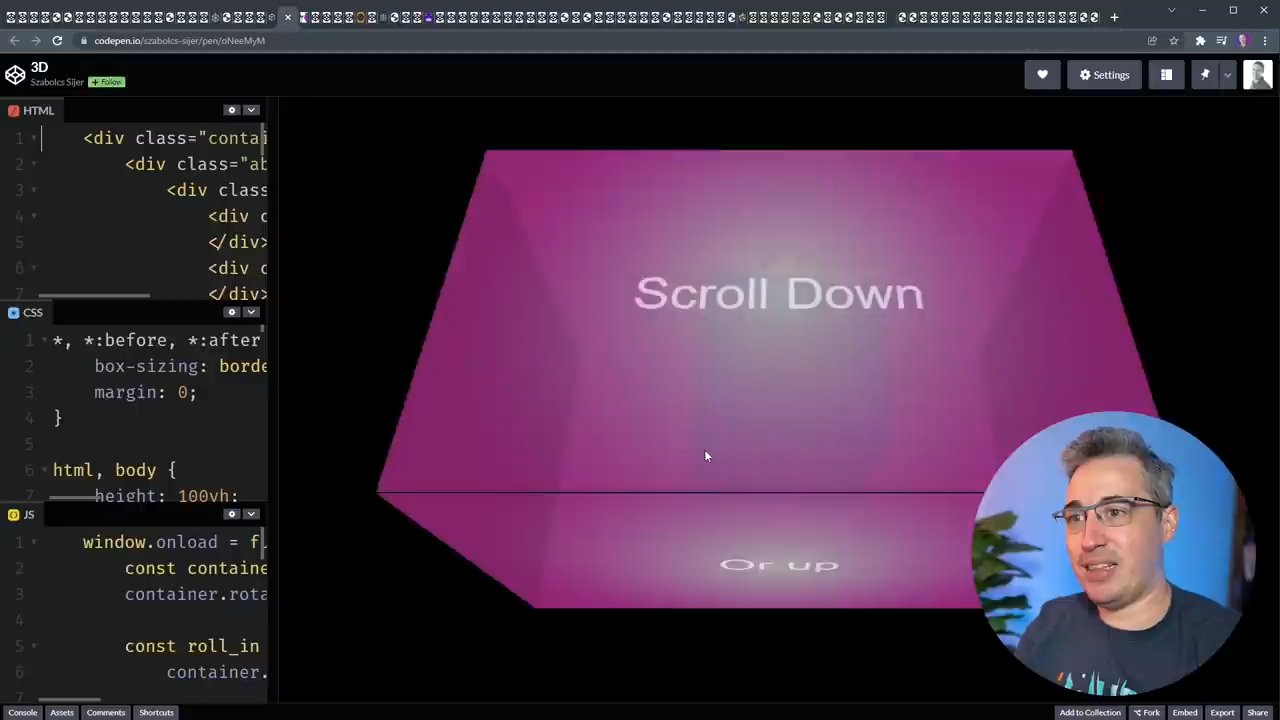 codepen.io/szabolcs-sijer/pen/oNeeMyM
3D
Szabolcs Sijer
+ Follow
Settings
HTML
1 <div class="contai
2 <div class="ab
3 <div class
4 <div c
5 </div>
6 <div c
7 </div>
CSS
1 *, *:before, *:after
2 box-sizing: borde
3 margin: 0;
4 }
5
6 html, body {
7 height: 100vh;
JS
1 window.onload = f
2 const containe
3 container.rota
4
5 const roll_in
6 container.
7
Scroll Down
Or up
Console
Assets
Comments
Shortcuts
Add to Collection
Fork
Embed
Export
Share